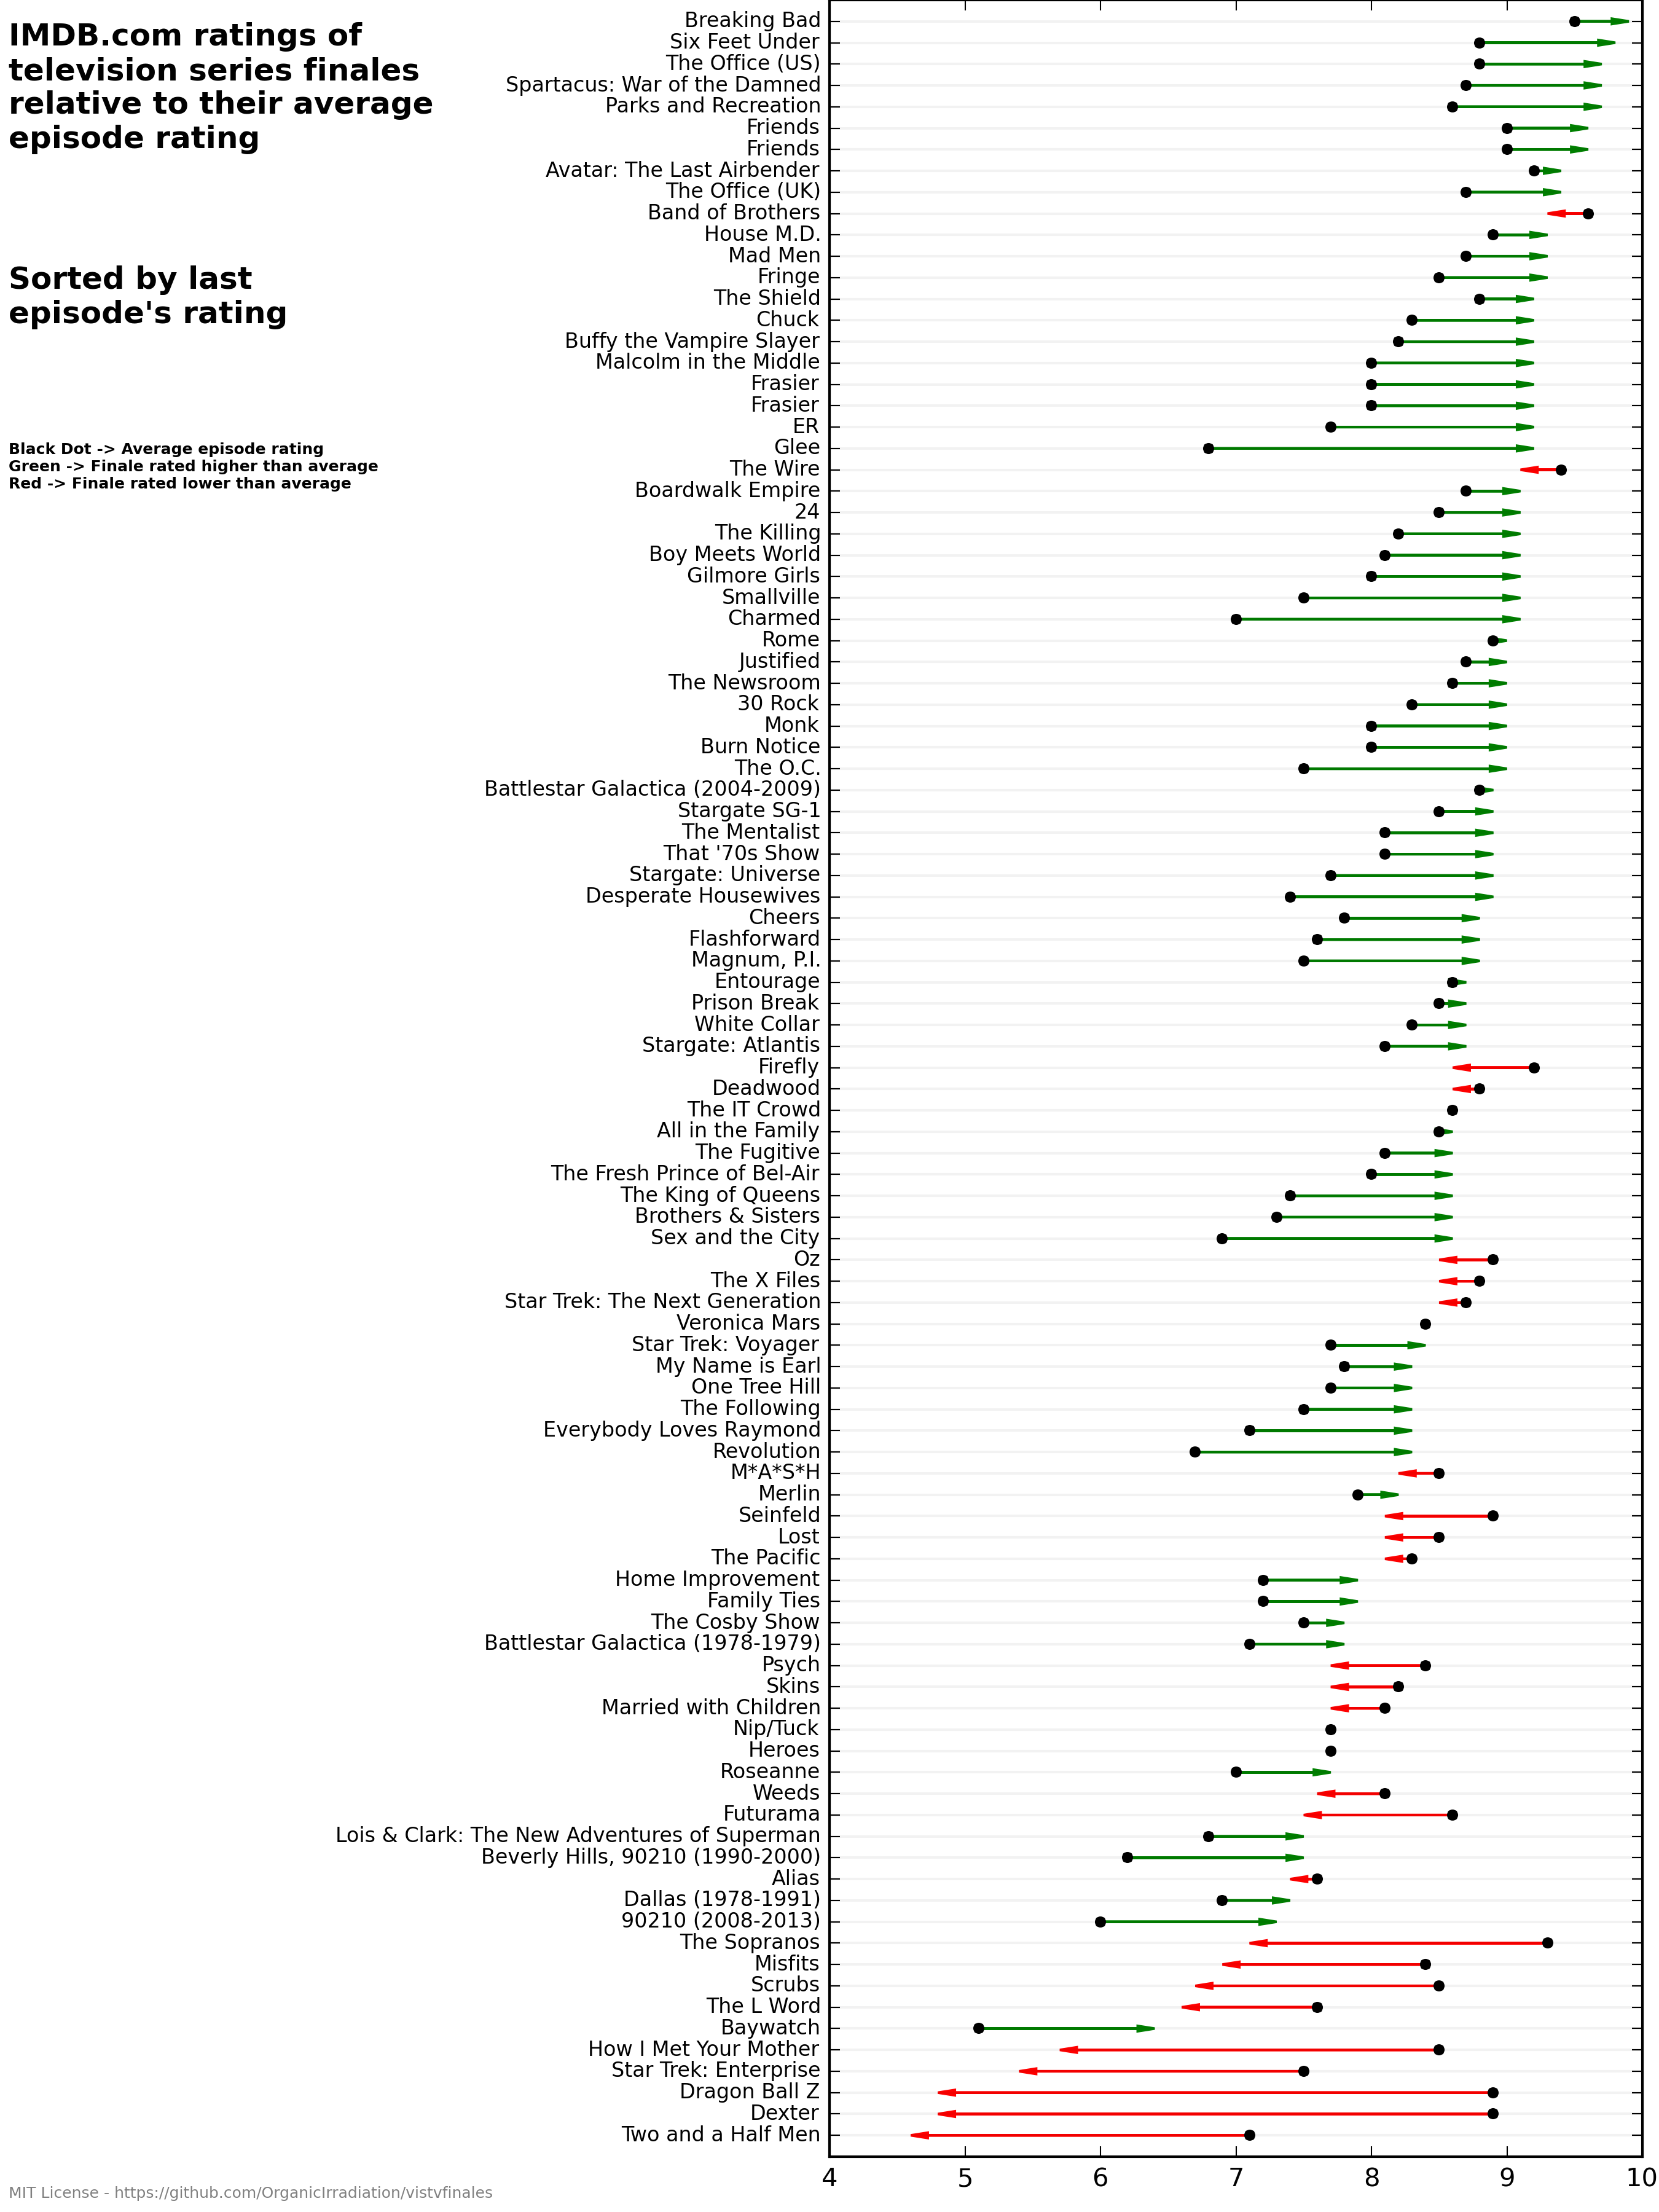 IMDB.com ratings of
television series finales
relative to their average
episode rating
Sorted by last
episode's rating
Black Dot -> Average episode rating
Green -> Finale rated higher than average
Red -> Finale rated lower than average
Breaking Bad
Six Feet Under
The Office (US)
Spartacus: War of the Damned
Parks and Recreation
Friends
Friends
Avatar: The Last Airbender
The Office (UK)
Band of Brothers
House M.D.
Mad Men
Fringe
The Shield
Chuck
Buffy the Vampire Slayer
Malcolm in the Middle
Frasier
Frasier
ER
Glee
The Wire
Boardwalk Empire
24
The Killing
Boy Meets World
Gilmore Girls
Smallville
Charmed
Rome
Justified
The Newsroom
30 Rock
Monk
Burn Notice
The O.C.
Battlestar Galactica (2004-2009)
Stargate SG-1
The Mentalist
That '70s Show
Stargate: Universe
Desperate Housewives
Cheers
Flashforward
Magnum, P.I.
Entourage
Prison Break
White Collar
Stargate: Atlantis
Firefly
Deadwood
The IT Crowd
All in the Family
The Fugitive
The Fresh Prince of Bel-Air
The King of Queens
Brothers & Sisters
Sex and the City
Oz
The X Files
Star Trek: The Next Generation
Veronica Mars
Star Trek: Voyager
My Name is Earl
One Tree Hill
The Following
Everybody Loves Raymond
Revolution
M*A*S*H
Merlin
Seinfeld
Lost
The Pacific
Home Improvement
Family Ties
The Cosby Show
Battlestar Galactica (1978-1979)
Psych
Skins
Married with Children
Nip/Tuck
Heroes
Roseanne
Weeds
Futurama
Lois & Clark: The New Adventures of Superman
Beverly Hills, 90210 (1990-2000)
Alias
Dallas (1978-1991)
90210 (2008-2013)
The Sopranos
Misfits
Scrubs
The L Word
Baywatch
How I Met Your Mother
Star Trek: Enterprise
Dragon Ball Z
Dexter
Two and a Half Men
4 5 6 7 8 9 10
MIT License - https://github.com/OrganicIrradiation/vistvfinales